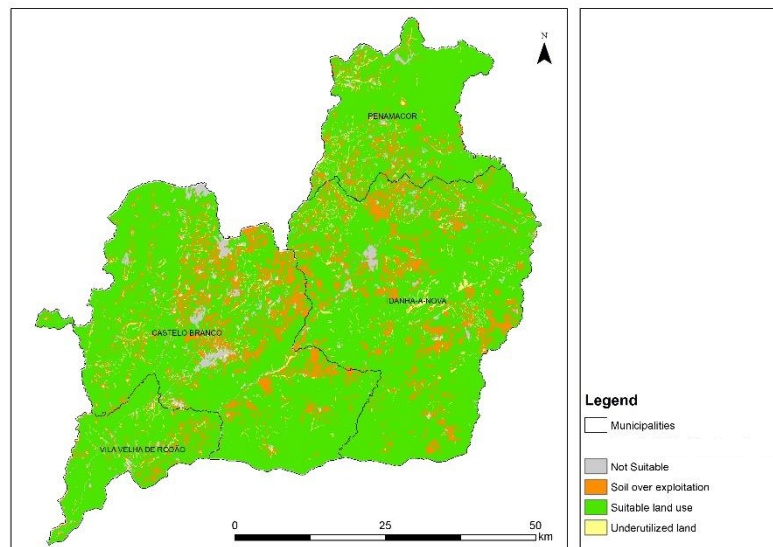 N
PENAMACOR
IDANHA-A-NOVA
CASTELO BRANCO
VILA VELHA DE RODÃO
0 25 50
km
Legend
Municipalities
Not Suitable
Soil over exploitation
Suitable land use
Underutilized land